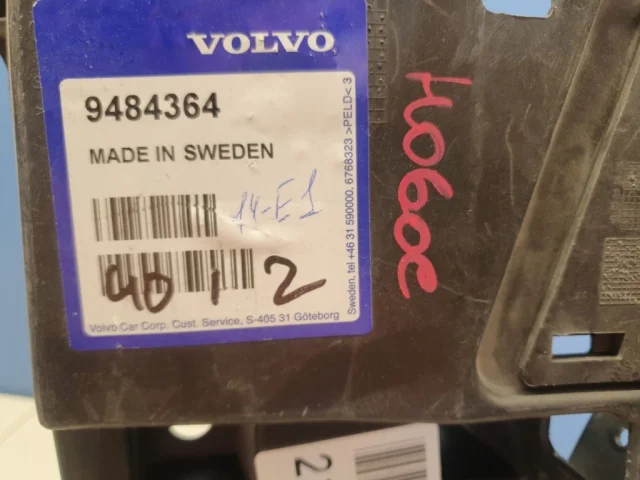 VOLVO
9484364
MADE IN SWEDEN
14-E1
40 1 2
Volvo Car Corp. Cust. Service, S-405 31 Göteborg
Sweden, tel +46 31 590000, 6768323 >PELD< 3
новое
2